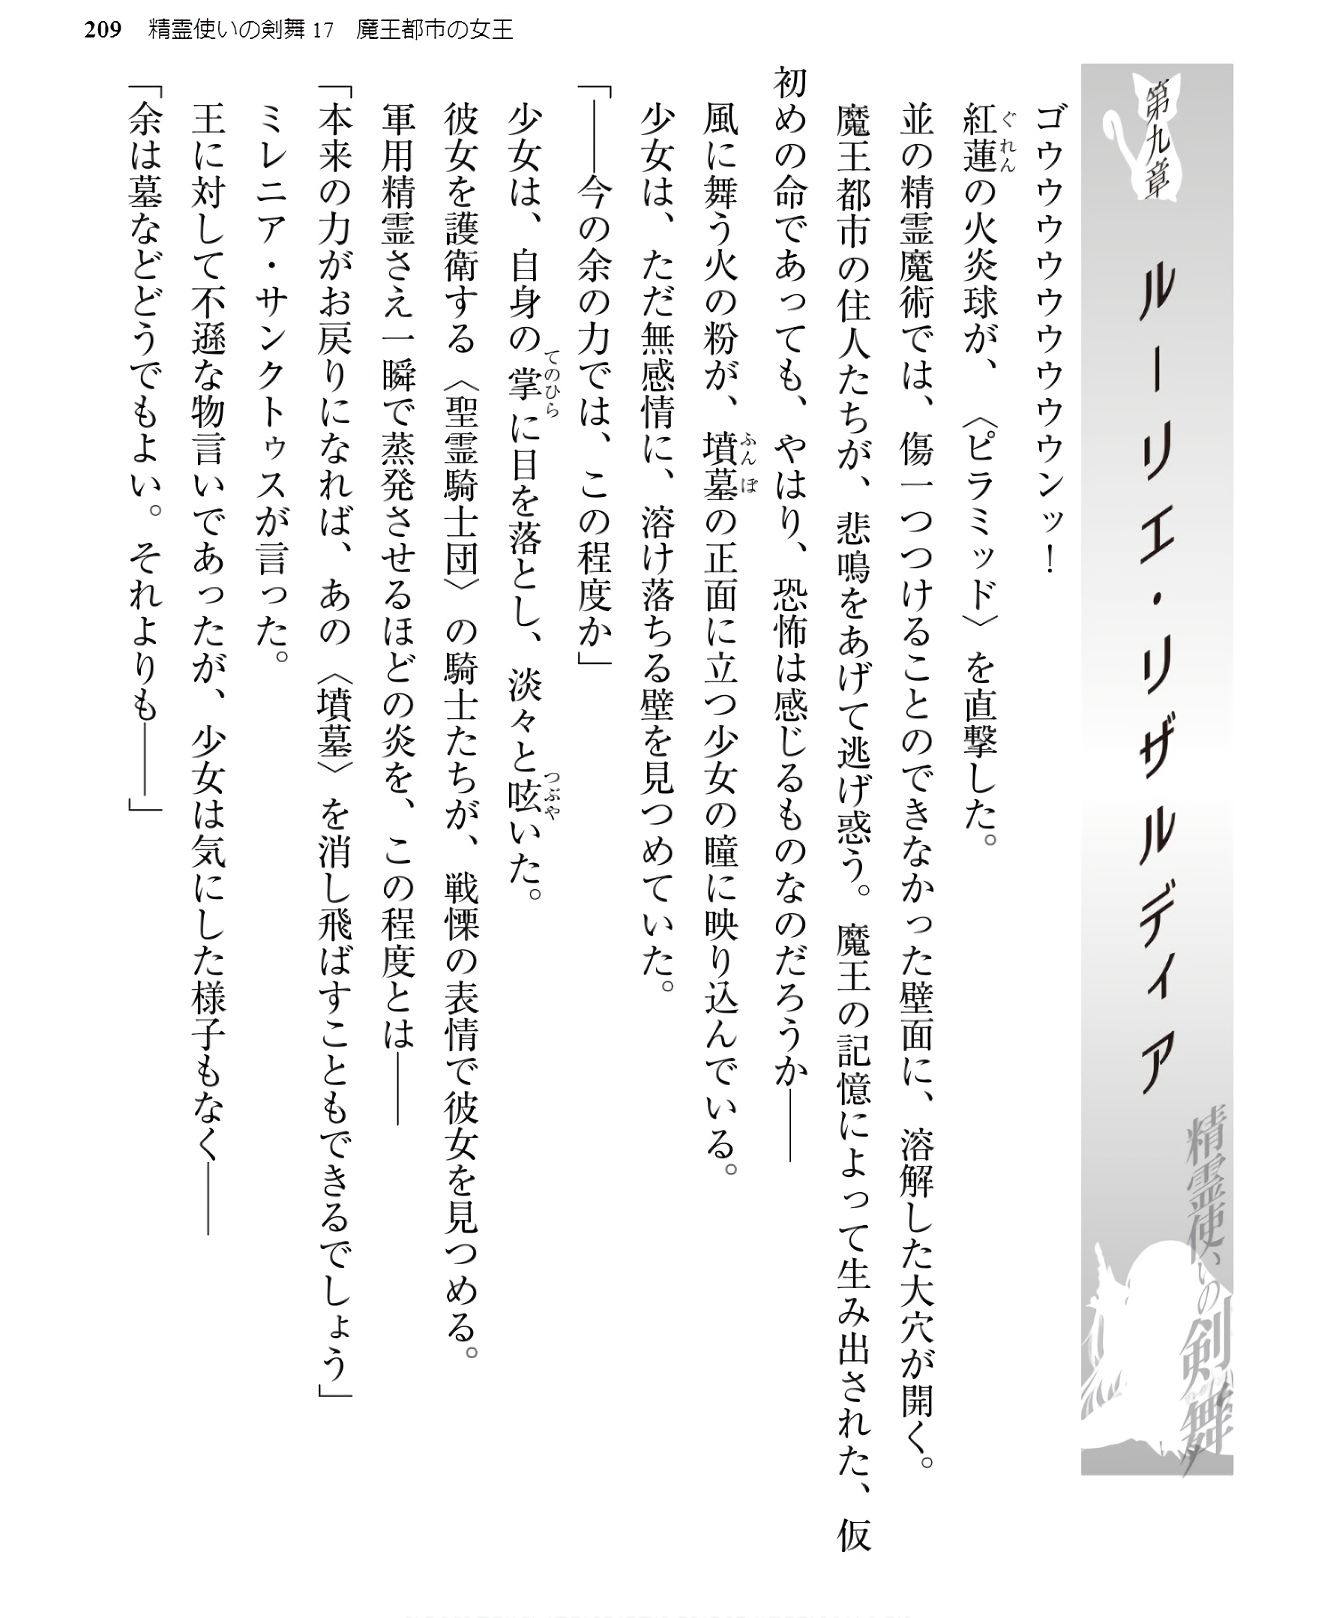 209　精霊使いの剣舞17　魔王都市の女王
第九章　ルーリエ・リザルディア
精霊使いの剣舞
ゴウウウウウウウウウンッ！
紅蓮の火炎球が、〈ピラミッド〉を直撃した。
並の精霊魔術では、傷一つつけることのできなかった壁面に、溶解した大穴が開く。
魔王都市の住人たちが、悲鳴をあげて逃げ惑う。魔王の記憶によって生み出された、仮
初めの命であっても、やはり、恐怖は感じるものなのだろうか――
風に舞う火の粉が、墳墓の正面に立つ少女の瞳に映り込んでいる。
少女は、ただ無感情に、溶け落ちる壁を見つめていた。
「――今の余の力では、この程度か」
少女は、自身の掌に目を落とし、淡々と呟いた。
彼女を護衛する〈聖霊騎士団〉の騎士たちが、戦慄の表情で彼女を見つめる。
軍用精霊さえ一瞬で蒸発させるほどの炎を、この程度とは――
「本来の力がお戻りになれば、あの〈墳墓〉を消し飛ばすこともできるでしょう」
ミレニア・サンクトゥスが言った。
王に対して不遜な物言いであったが、少女は気にした様子もなく――
「余は墓などどうでもよい。それよりも――」